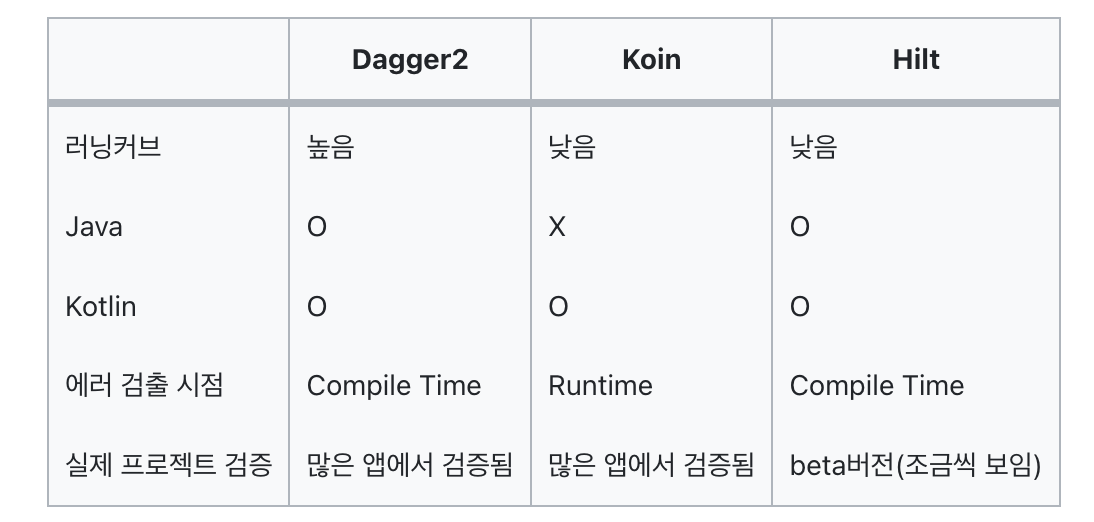 Dagger2 Koin Hilt
러닝커브 높음 낮음 낮음
Java O X O
Kotlin O O O
에러 검출 시점 Compile Time Runtime Compile Time
실제 프로젝트 검증 많은 앱에서 검증됨 많은 앱에서 검증됨 beta버전(조금씩 보임)